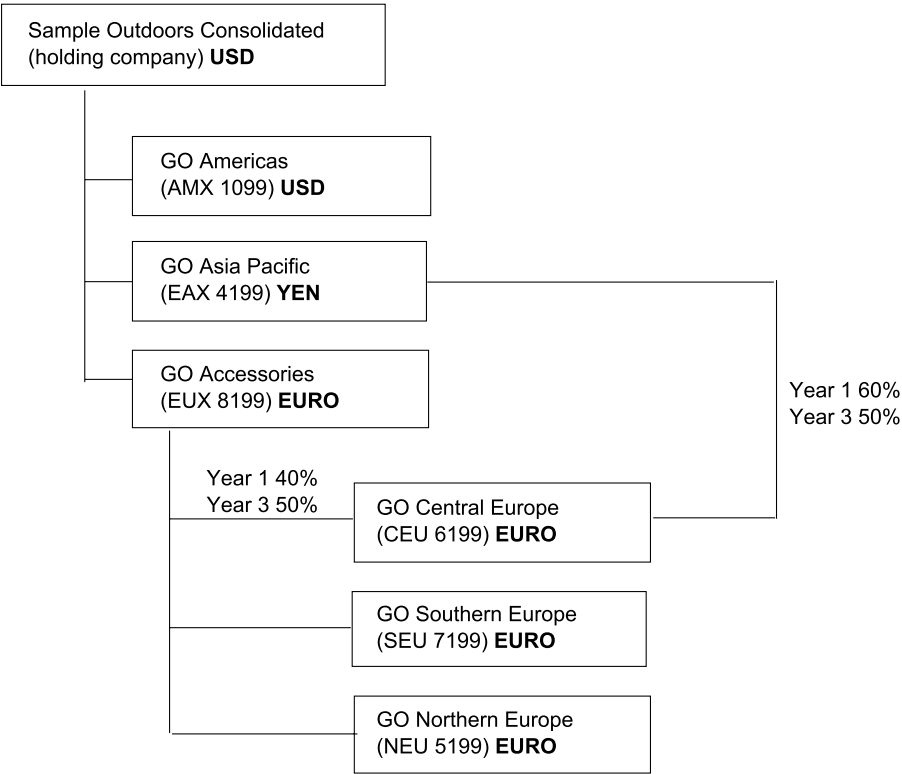 Sample Outdoors Consolidated
(holding company) USD
GO Americas
(AMX 1099) USD
GO Asia Pacific
(EAX 4199) YEN
GO Accessories
(EUX 8199) EURO
Year 1 60%
Year 3 50%
Year 1 40%
Year 3 50%
GO Central Europe
(CEU 6199) EURO
GO Southern Europe
(SEU 7199) EURO
GO Northern Europe
(NEU 5199) EURO